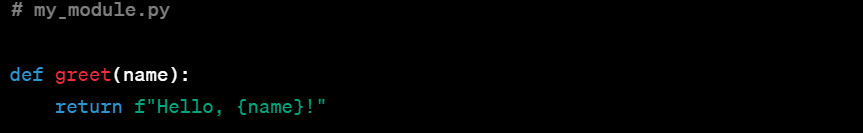 # my_module.py
def greet(name):
    return f"Hello, {name}!"